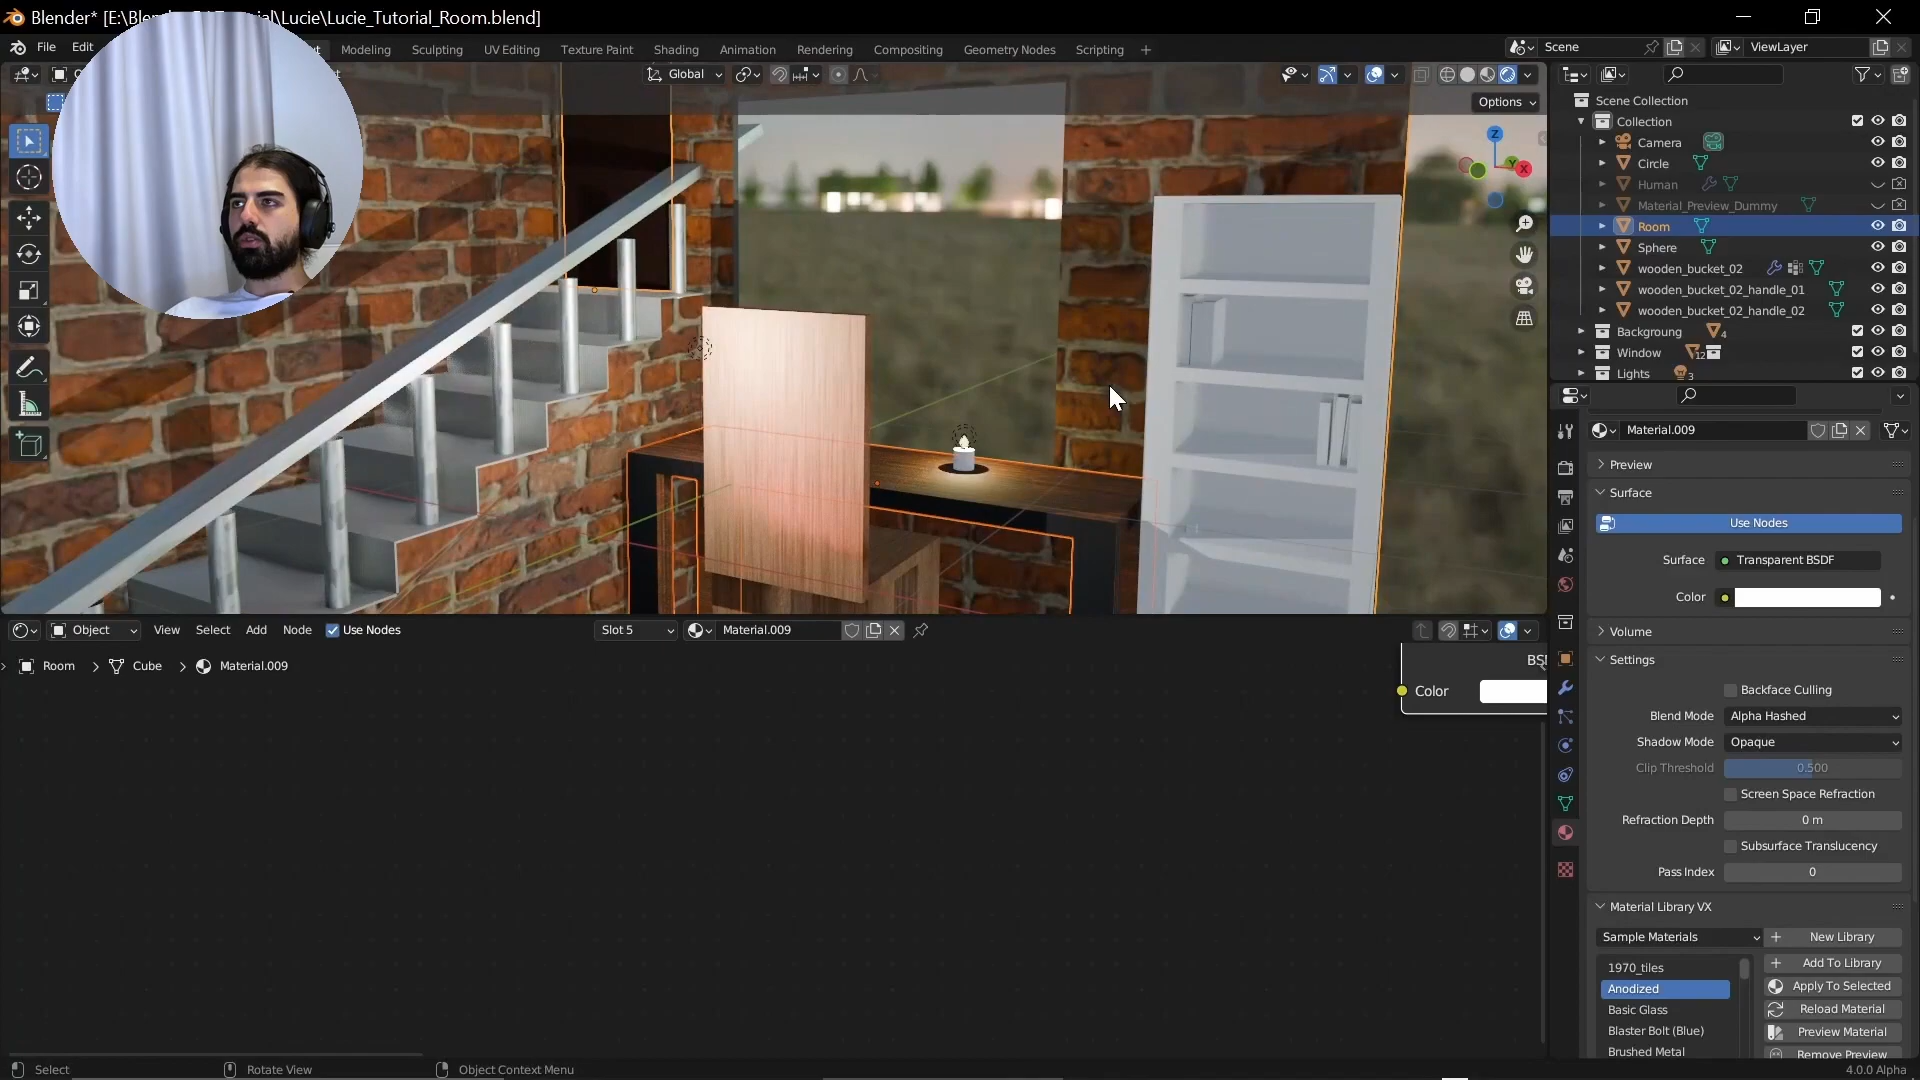 Blender* [E:\Blen
ial\Lucie\Lucie_Tutorial_Room.blend]
File
Edit
Modeling
Sculpting
UV Editing
Texture Paint
Shading
Animation
Rendering
Compositing
Geometry Nodes
Scripting
+
Scene
ViewLayer
Global
Options
Z
X
Scene Collection
Collection
Camera
Circle
Human
Material_Preview_Dummy
Room
Sphere
wooden_bucket_02
wooden_bucket_02_handle_01
wooden_bucket_02_handle_02
Backgroung
4
Window
12
Lights
3
Material.009
Preview
Surface
Use Nodes
Surface
Transparent BSDF
Color
Volume
Settings
Backface Culling
Blend Mode
Alpha Hashed
Shadow Mode
Opaque
Clip Threshold
0.500
Screen Space Refraction
Refraction Depth
0 m
Subsurface Translucency
Pass Index
0
Material Library VX
Sample Materials
New Library
1970_tiles
Add To Library
Anodized
Apply To Selected
Basic Glass
Reload Material
Blaster Bolt (Blue)
Preview Material
Brushed Metal
Remove Preview
Object
View
Select
Add
Node
Use Nodes
Slot 5
Material.009
Room
Cube
Material.009
Color
Select
Rotate View
Object Context Menu
4.0.0 Alpha